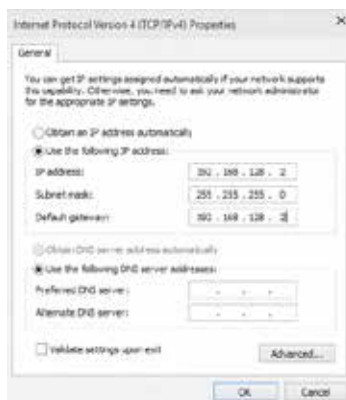 Internet Protocol Version 4 (TCP/IPv4) Properties
General
You can get IP settings assigned automatically if your network supports
this capability. Otherwise, you need to ask your network administrator
for the appropriate IP settings.
Obtain an IP address automatically
Use the following IP address:
IP address: 192 . 168 . 128 . 2
Subnet mask: 255 . 255 . 255 . 0
Default gateway: 192 . 168 . 128 .
Obtain DNS server address automatically
Use the following DNS server addresses:
Preferred DNS server: . . .
Alternate DNS server: . . .
Validate settings upon exit
Advanced...
OK Cancel